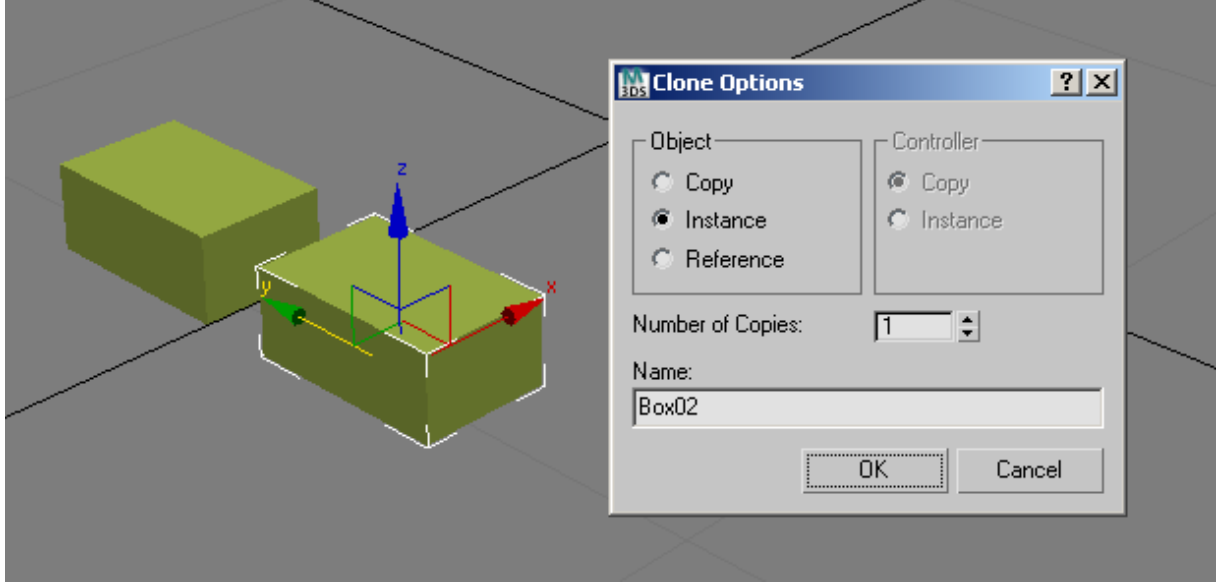 M
3DS
Clone Options
?
Object
Copy
Instance
Reference
Controller
Copy
Instance
Number of Copies:
1
Name:
Box02
OK
Cancel
z
y
x